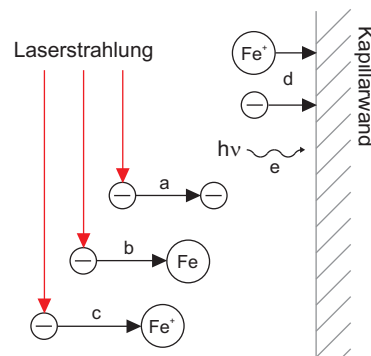 Laserstrahlung
Fe⁺
d
—
hν
e
Kapillarwand
— a —
— b Fe
— c Fe⁺